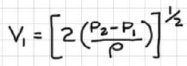 V₁ = [2 (P₂-P₁/ρ)]^½